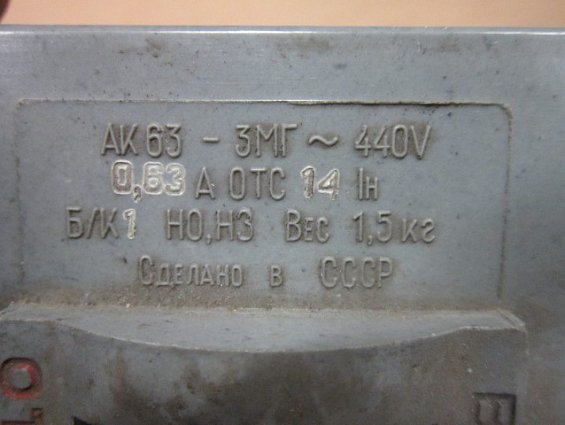 АК 63 - 3МГ ~ 440V
0,63 А ОТС 14 Iн
Б/К1 НО,НЗ Вес 1,5 кг
Сделано в СССР